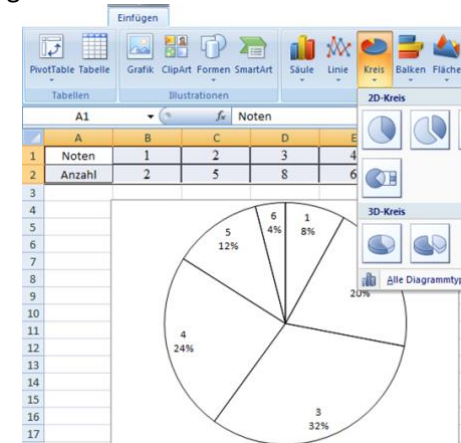 Einfügen
PivotTable Tabelle Grafik ClipArt Formen SmartArt Säule Linie Kreis Balken Fläche
Tabellen Illustrationen
2D-Kreis
A1 fx Noten
A B C D E
1 Noten 1 2 3 4
2 Anzahl 2 5 8 6
3
3D-Kreis
4
5
6
7
8
9
10
11
12
13
14
15
16
17
Alle Diagrammtyp
6
4%
1
8%
5
12%
20%
4
24%
3
32%